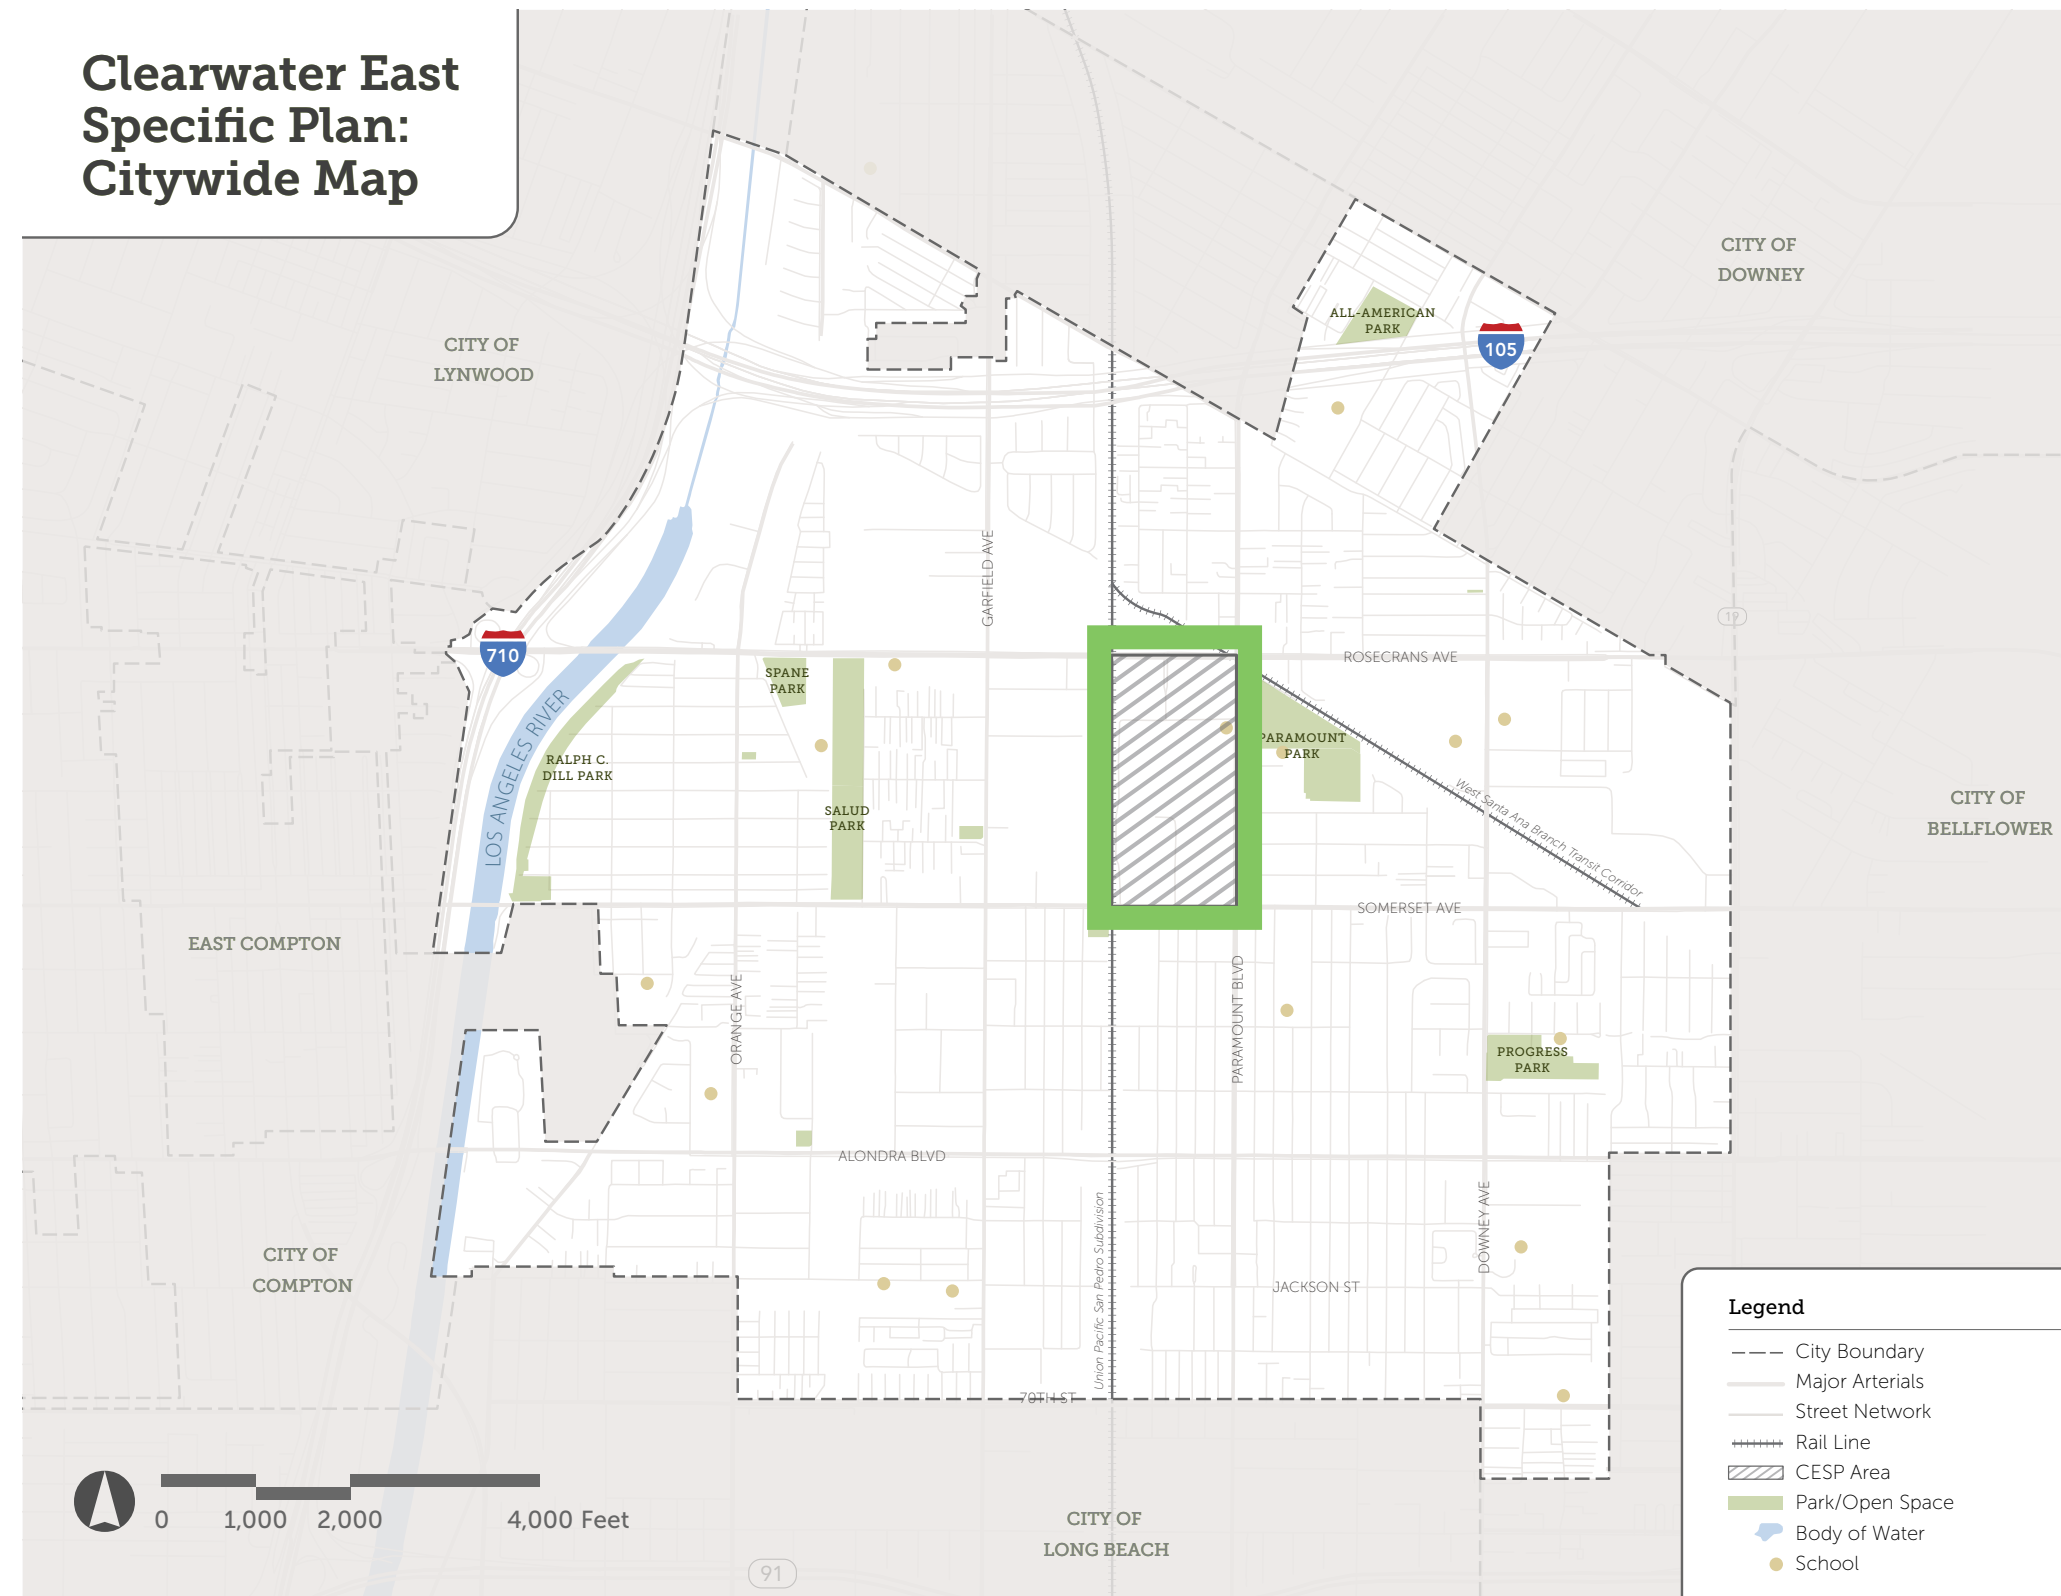 Clearwater East
Specific Plan:
Citywide Map
CITY OF
DOWNEY
ALL-AMERICAN
PARK
105
CITY OF
LYNWOOD
GARFIELD AVE
19
710
ROSECRANS AVE
SPANE
PARK
LOS ANGELES RIVER
RALPH C.
DILL PARK
PARAMOUNT
PARK
SALUD
PARK
West Santa Ana Branch Transit Corridor
CITY OF
BELLFLOWER
SOMERSET AVE
EAST COMPTON
ORANGE AVE
PARAMOUNT BLVD
PROGRESS
PARK
ALONDRA BLVD
Union Pacific San Pedro Subdivision
DOWNEY AVE
CITY OF
COMPTON
JACKSON ST
70TH ST
Legend
City Boundary
Major Arterials
Street Network
Rail Line
CESP Area
Park/Open Space
Body of Water
School
0 1,000 2,000 4,000 Feet
CITY OF
LONG BEACH
91